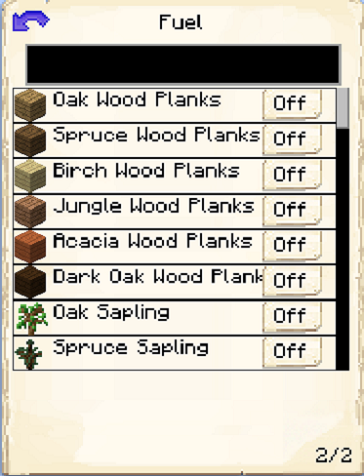 Fuel
Oak Wood Planks Off
Spruce Wood Planks Off
Birch Wood Planks Off
Jungle Wood Planks Off
Acacia Wood Planks Off
Dark Oak Wood Plank Off
Oak Sapling Off
Spruce Sapling Off
2/2